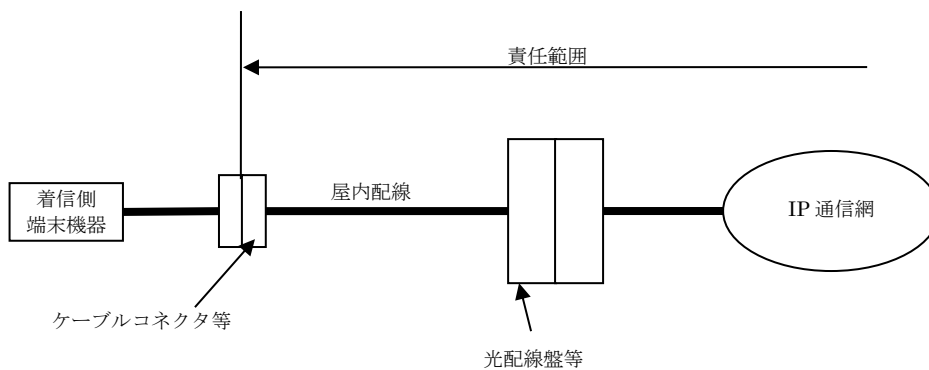 責任範囲
着信側
端末機器
屋内配線
IP 通信網
ケーブルコネクタ等
光配線盤等